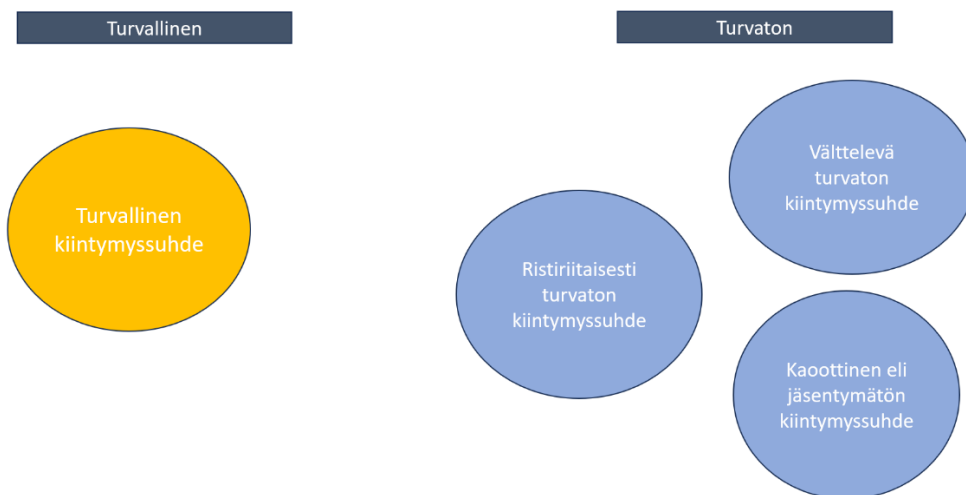 Turvallinen
Turvaton
Turvallinen
kiintymyssuhde
Ristiriitaisesti
turvaton
kiintymyssuhde
Välttelevä
turvaton
kiintymyssuhde
Kaoottinen eli
jäsentymätön
kiintymyssuhde